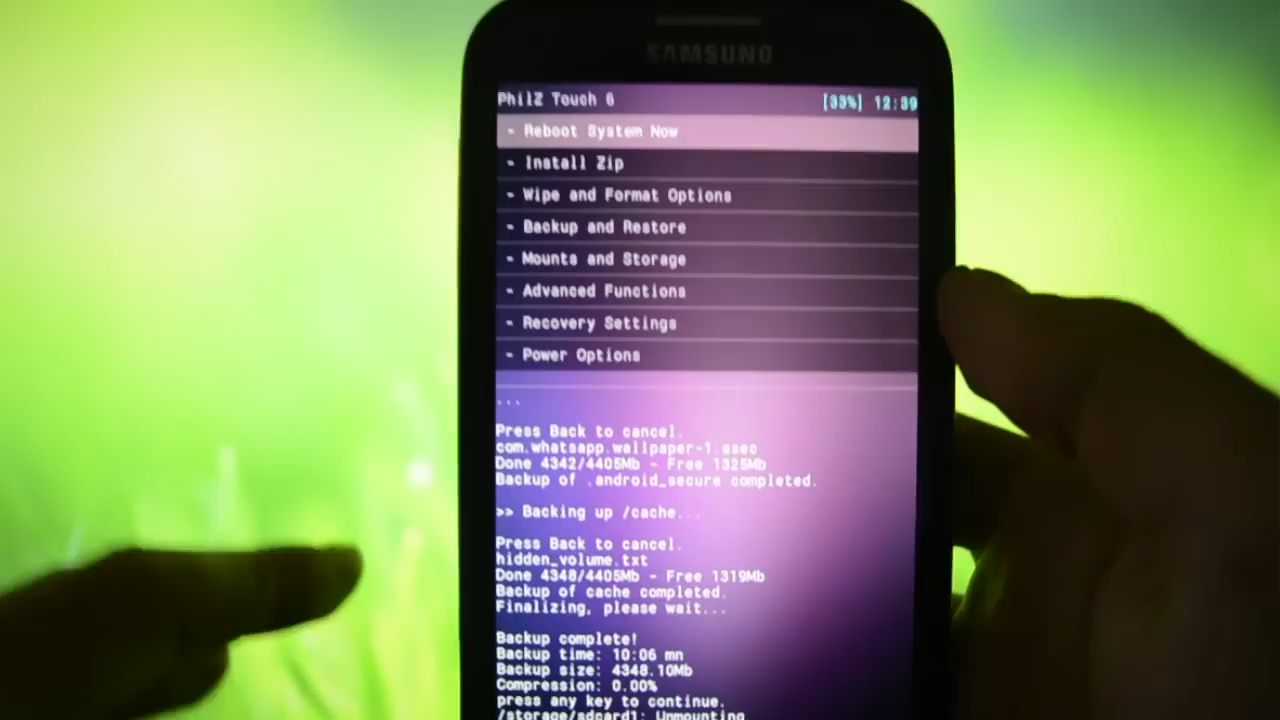 SAMSUNG
PhilZ Touch 6 [33%] 12:39
- Reboot System Now
- Install Zip
- Wipe and Format Options
- Backup and Restore
- Mounts and Storage
- Advanced Functions
- Recovery Settings
- Power Options
...
Press Back to cancel.
com.whatsapp.wallpaper-1.asec
Done 4342/4405Mb - Free 1325Mb
Backup of .android_secure completed.
>> Backing up /cache...
Press Back to cancel.
hidden_volume.txt
Done 4348/4405Mb - Free 1319Mb
Backup of cache completed.
Finalizing, please wait...
Backup complete!
Backup time: 10:06 mn
Backup size: 4348.10Mb
Compression: 0.00%
press any key to continue.
/storage/sdcard1: Unmounting